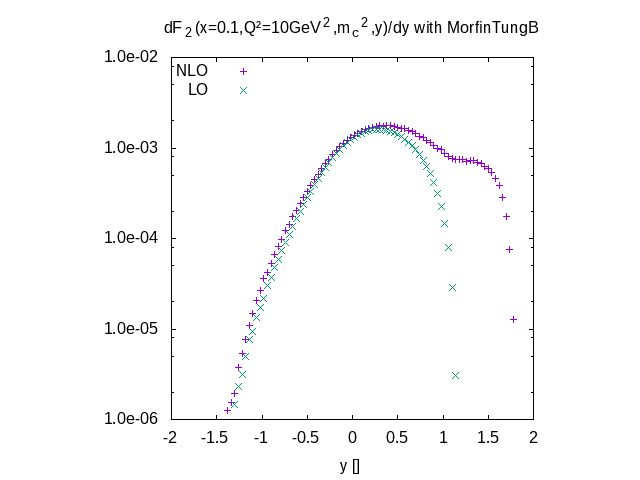 dF₂(x=0.1,Q²=10GeV²,m_c²,y)/dy with MorfinTungB
1.0e-02
NLO
LO
1.0e-03
1.0e-04
1.0e-05
1.0e-06
-2 -1.5 -1 -0.5 0 0.5 1 1.5 2
y []